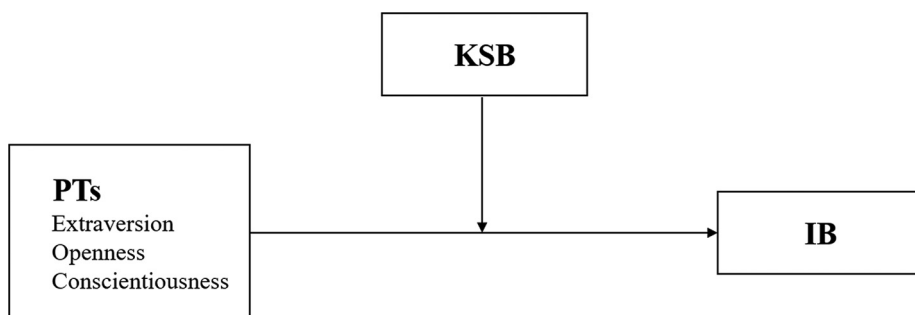 KSB
PTs
Extraversion
Openness
Conscientiousness
IB